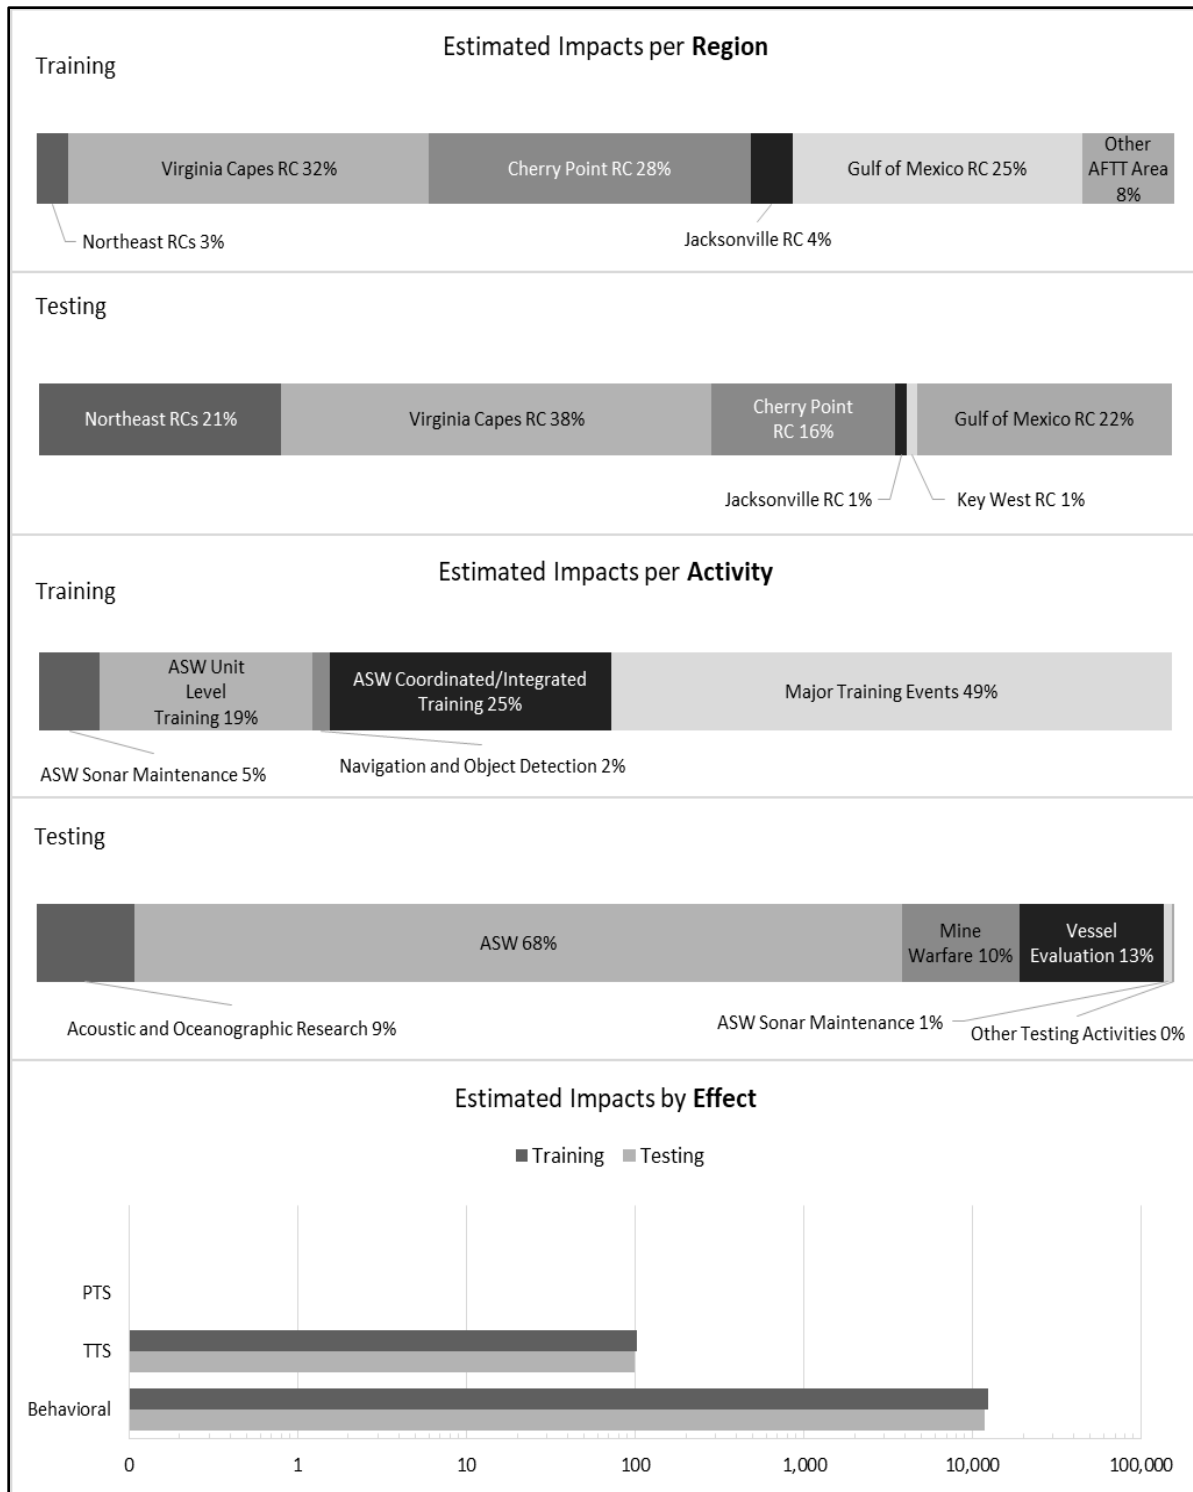 Estimated Impacts per Region
Training
Virginia Capes RC 32%
Cherry Point RC 28%
Gulf of Mexico RC 25%
Other
AFTT Area
8%
Northeast RCs 3%
Jacksonville RC 4%
Testing
Northeast RCs 21%
Virginia Capes RC 38%
Cherry Point
RC 16%
Gulf of Mexico RC 22%
Jacksonville RC 1%
Key West RC 1%
Estimated Impacts per Activity
Training
ASW Unit
Level
Training 19%
ASW Coordinated/Integrated
Training 25%
Major Training Events 49%
ASW Sonar Maintenance 5%
Navigation and Object Detection 2%
Testing
ASW 68%
Mine
Warfare 10%
Vessel
Evaluation 13%
Acoustic and Oceanographic Research 9%
ASW Sonar Maintenance 1%
Other Testing Activities 0%
Estimated Impacts by Effect
Training
Testing
PTS
TTS
Behavioral
0
1
10
100
1,000
10,000
100,000